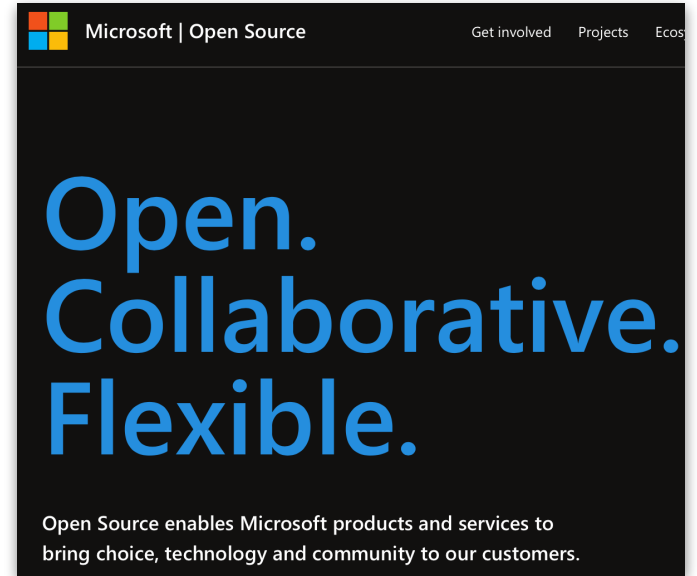 Microsoft | Open Source
Get involved Projects
Open.
Collaborative.
Flexible.
Open Source enables Microsoft products and services to
bring choice, technology and community to our customers.